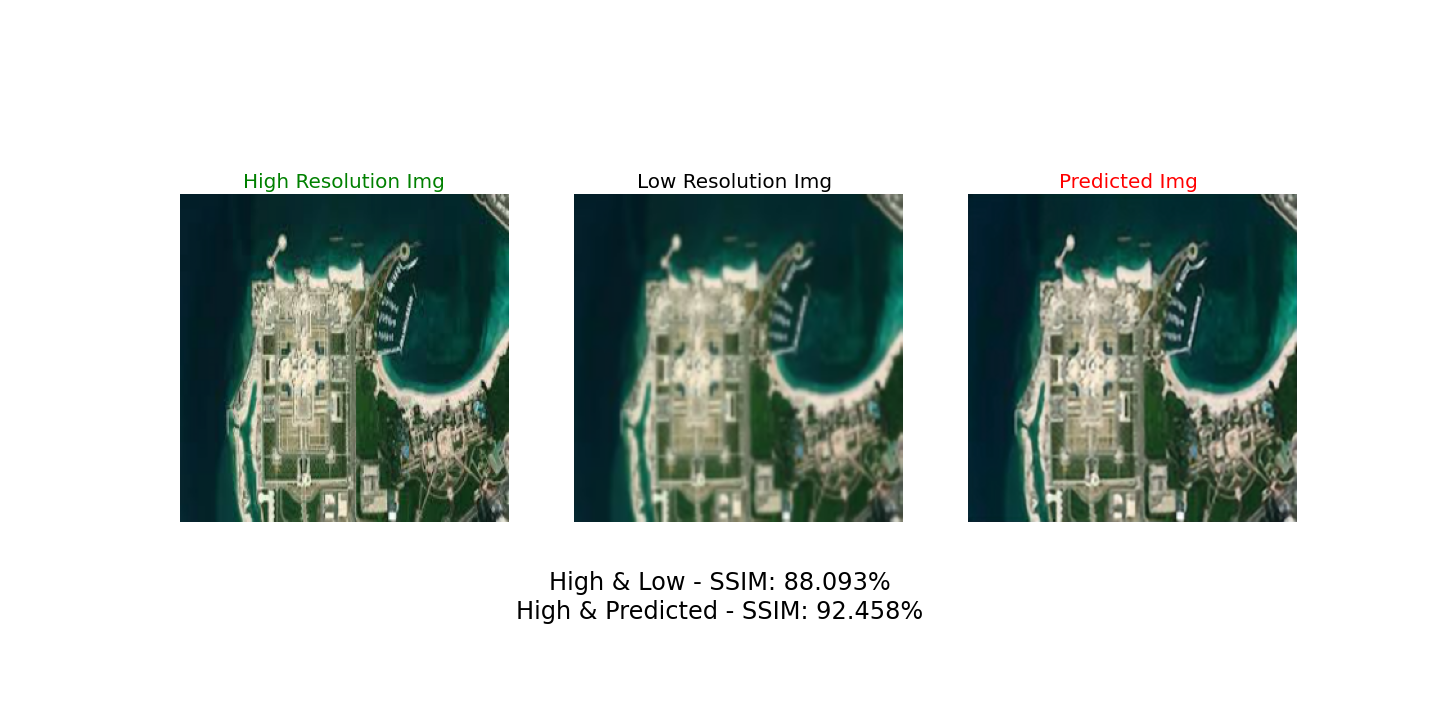 High Resolution Img
Low Resolution Img
Predicted Img
High & Low - SSIM: 88.093%
High & Predicted - SSIM: 92.458%